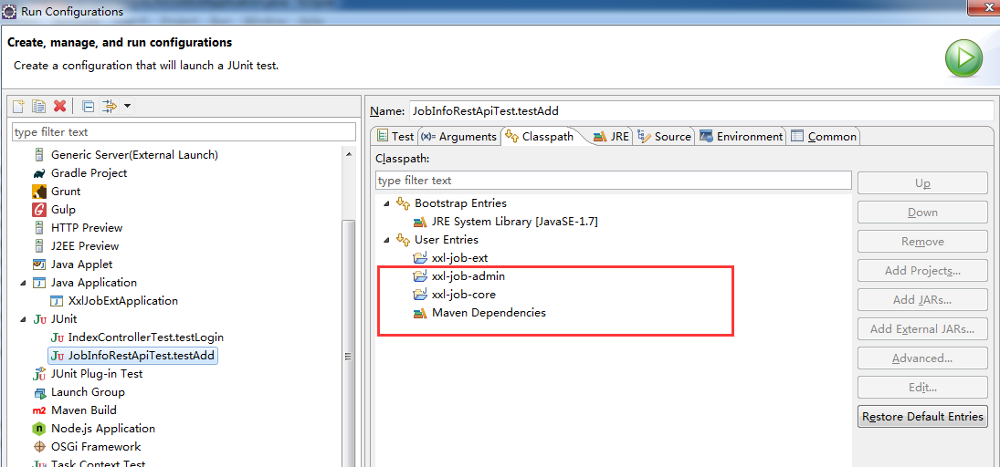 Run Configurations
Create, manage, and run configurations
Create a configuration that will launch a JUnit test.
type filter text
Generic Server(External Launch)
Gradle Project
Grunt
Gulp
HTTP Preview
J2EE Preview
Java Applet
Java Application
XxlJobExtApplication
JUnit
IndexControllerTest.testLogin
JobInfoRestApiTest.testAdd
JUnit Plug-in Test
Launch Group
m2 Maven Build
Node.js Application
OSGi Framework
Task Context Test
Name: JobInfoRestApiTest.testAdd
Test (x)= Arguments Classpath JRE Source Environment Common
Classpath:
type filter text
Bootstrap Entries
JRE System Library [JavaSE-1.7]
User Entries
xxl-job-ext
xxl-job-admin
xxl-job-core
Maven Dependencies
Up
Down
Remove
Add Projects...
Add JARs...
Add External JARs...
Advanced...
Edit...
Restore Default Entries